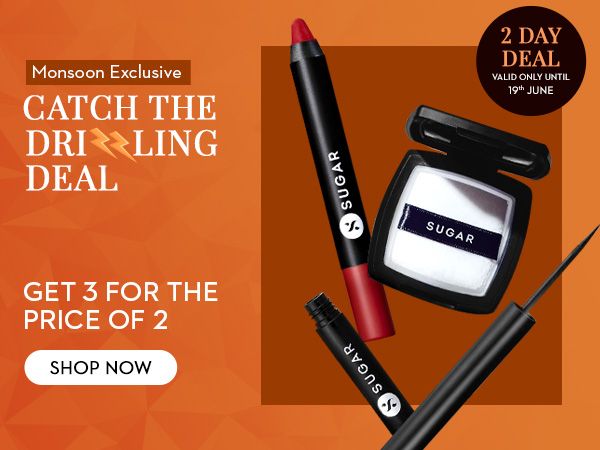 Monsoon Exclusive
CATCH THE
DRIZZLING
DEAL
GET 3 FOR THE
PRICE OF 2
SHOP NOW
2 DAY
DEAL
VALID ONLY UNTIL
19th JUNE
SUGAR
SUGAR
SUGAR